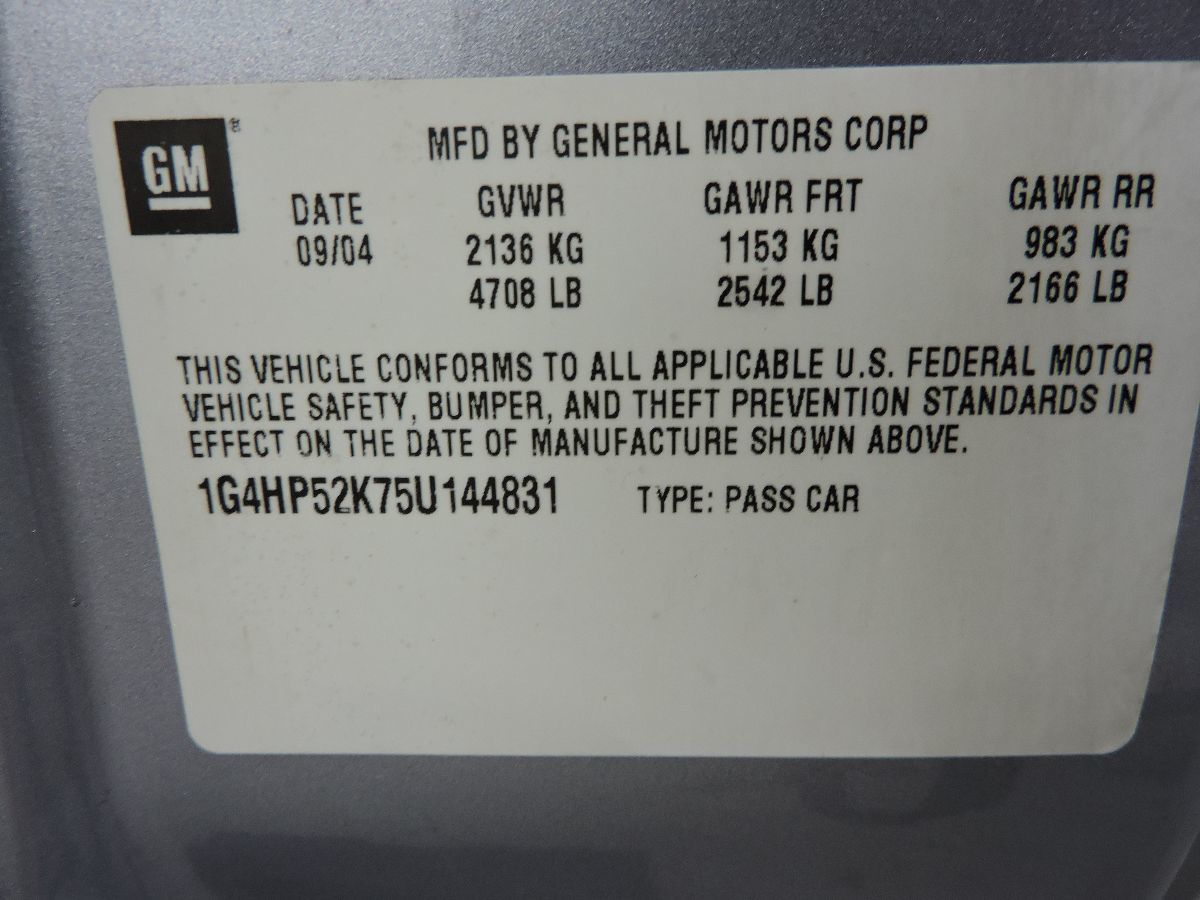 GM®
MFD BY GENERAL MOTORS CORP
DATE GVWR GAWR FRT GAWR RR
09/04 2136 KG 1153 KG 983 KG
4708 LB 2542 LB 2166 LB
THIS VEHICLE CONFORMS TO ALL APPLICABLE U.S. FEDERAL MOTOR
VEHICLE SAFETY, BUMPER, AND THEFT PREVENTION STANDARDS IN
EFFECT ON THE DATE OF MANUFACTURE SHOWN ABOVE.
1G4HP52K75U144831 TYPE: PASS CAR